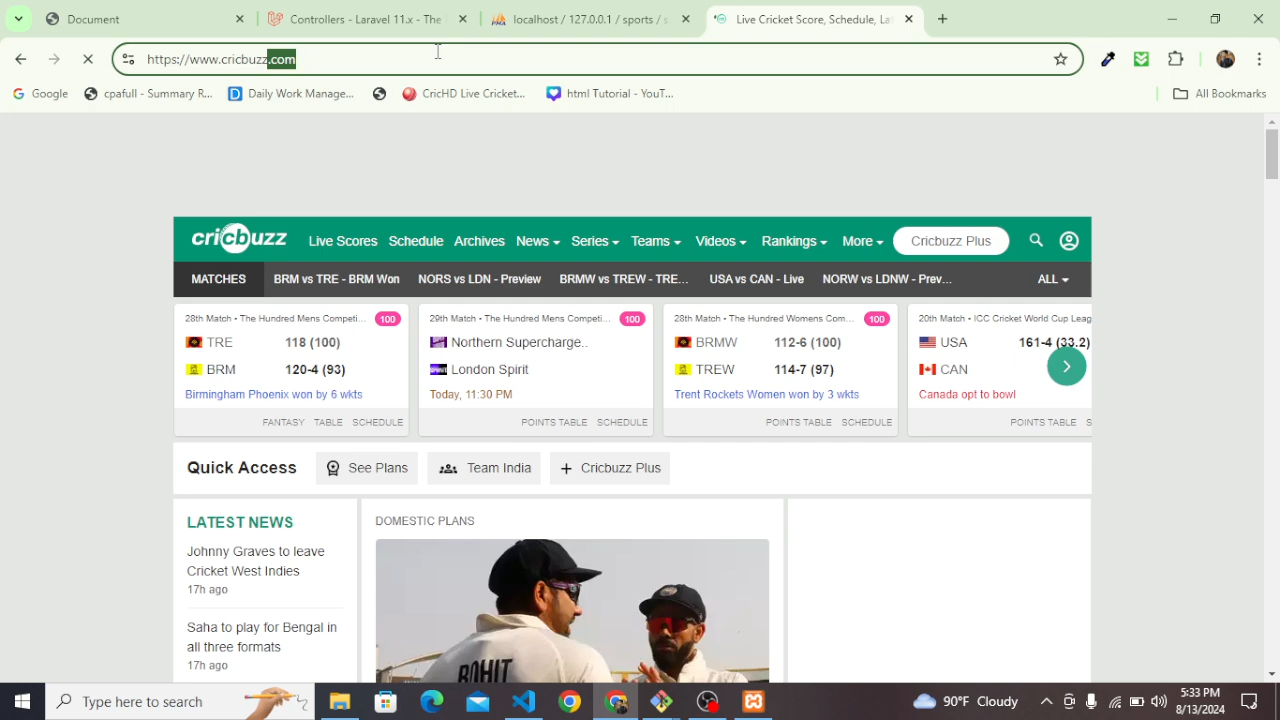 Document
Controllers - Laravel 11.x - The
localhost / 127.0.0.1 / sports / s
Live Cricket Score, Schedule, La
https://www.cricbuzz.com
Google
cpafull - Summary R...
Daily Work Manage...
CricHD Live Cricket...
html Tutorial - YouT...
All Bookmarks
cricbuzz
Live Scores
Schedule
Archives
News
Series
Teams
Videos
Rankings
More
Cricbuzz Plus
MATCHES
BRM vs TRE - BRM Won
NORS vs LDN - Preview
BRMW vs TREW - TRE...
USA vs CAN - Live
NORW vs LDNW - Prev...
ALL
28th Match • The Hundred Mens Competi...
100
TRE 118 (100)
BRM 120-4 (93)
Birmingham Phoenix won by 6 wkts
FANTASY TABLE SCHEDULE
29th Match • The Hundred Mens Competi...
100
Northern Supercharge..
London Spirit
Today, 11:30 PM
POINTS TABLE SCHEDULE
28th Match • The Hundred Womens Com...
100
BRMW 112-6 (100)
TREW 114-7 (97)
Trent Rockets Women won by 3 wkts
POINTS TABLE SCHEDULE
20th Match • ICC Cricket World Cup Leag
USA 161-4 (33.2)
CAN
Canada opt to bowl
POINTS TABLE S
Quick Access
See Plans
Team India
Cricbuzz Plus
LATEST NEWS
Johnny Graves to leave
Cricket West Indies
17h ago
Saha to play for Bengal in
all three formats
17h ago
DOMESTIC PLANS
ROHIT
Type here to search
90°F Cloudy
5:33 PM
8/13/2024